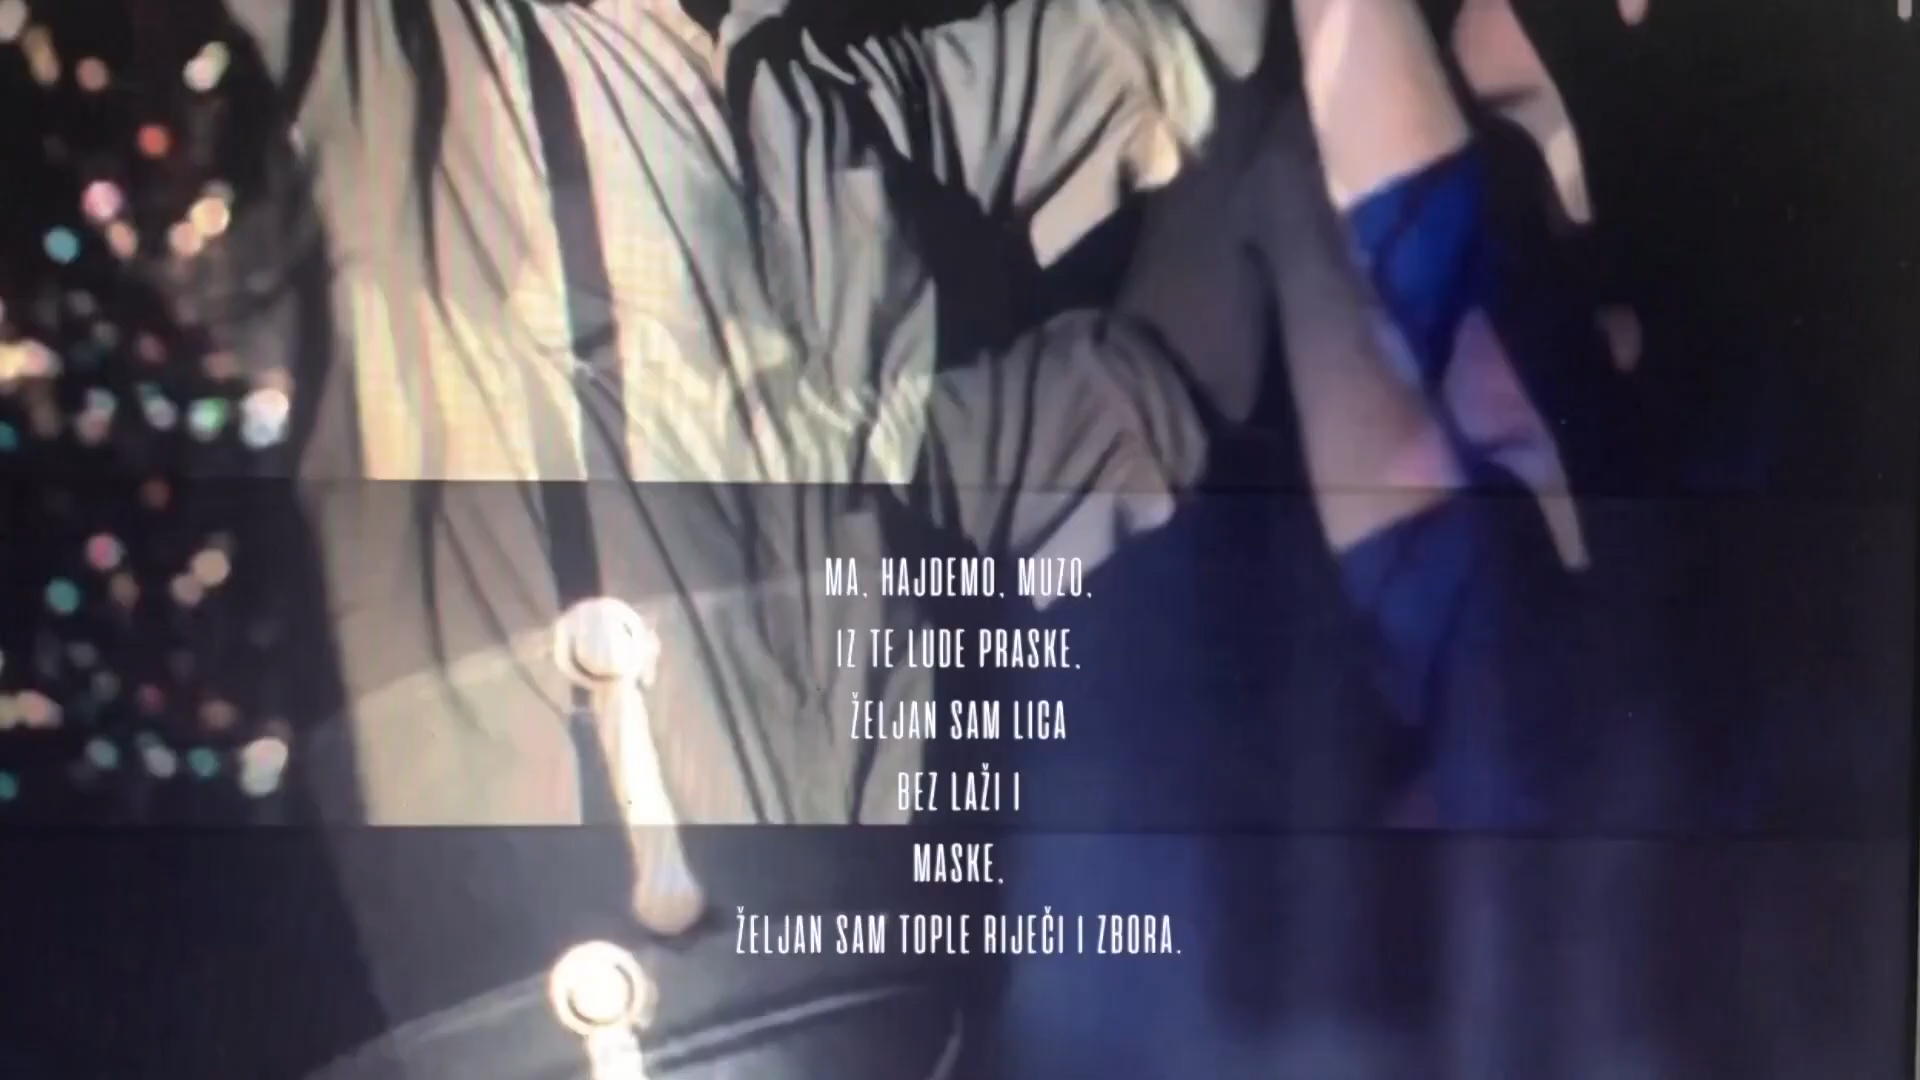 MA, HAJDEMO, MUZO,
IZ TE LUDE PRASKE,
ŽELJAN SAM LICA
BEZ LAŽI I
MASKE,
ŽELJAN SAM TOPLE RIJEČI I ZBORA.